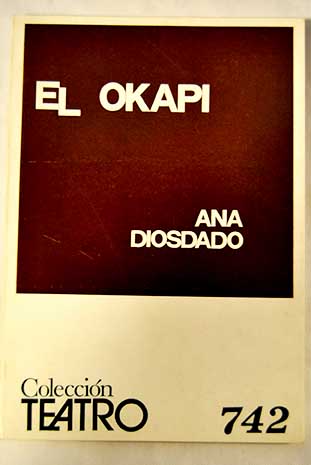 EL OKAPI
ANA
DIOSDADO
Colección
TEATRO
742